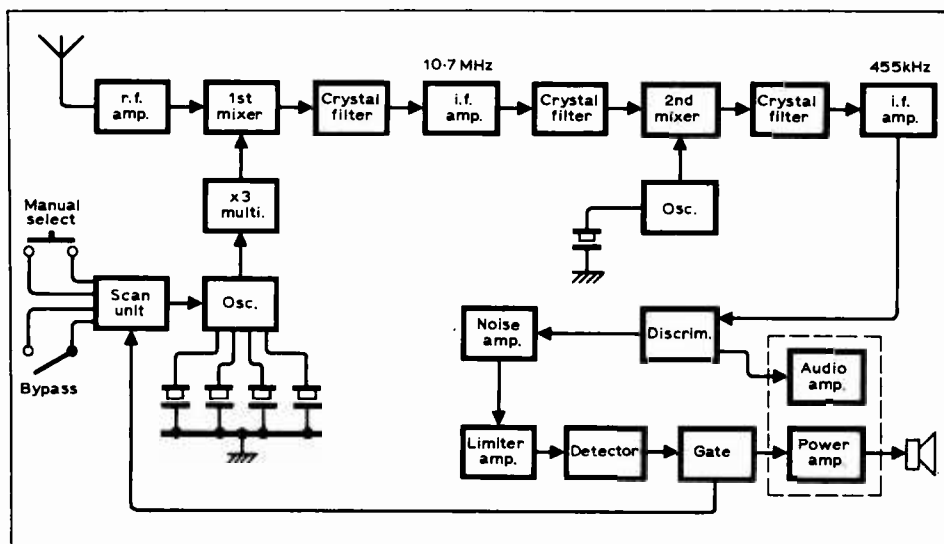 10·7 MHz
455kHz
r.f.
amp.
1st
mixer
Crystal
filter
i.f.
amp.
Crystal
filter
2nd
mixer
Crystal
filter
i.f.
amp.
x3
multi.
Osc.
Manual
select
Scan
unit
Osc.
Bypass
Noise
amp.
Discrim.
Audio
amp.
Limiter
amp.
Detector
Gate
Power
amp.